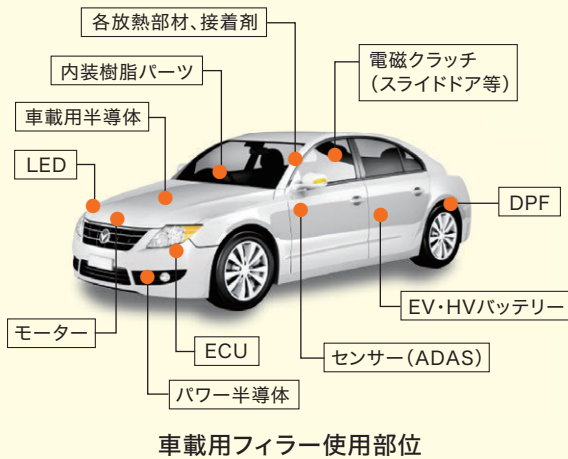 各放熱部材、接着剤
電磁クラッチ
(スライドドア等)
内装樹脂パーツ
車載用半導体
LED
DPF
EV・HVバッテリー
モーター
ECU
センサー(ADAS)
パワー半導体
車載用フィラー使用部位